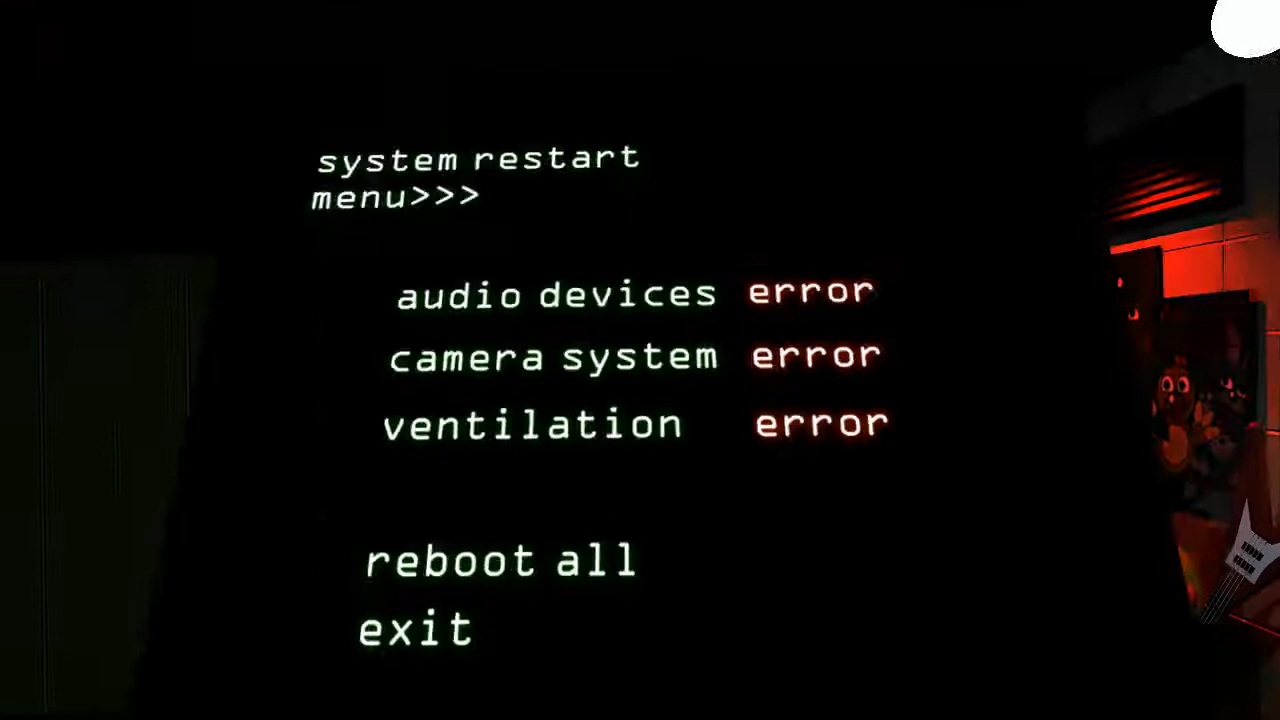 system restart
menu>>>
audio devices error
camera system error
ventilation error
reboot all
exit